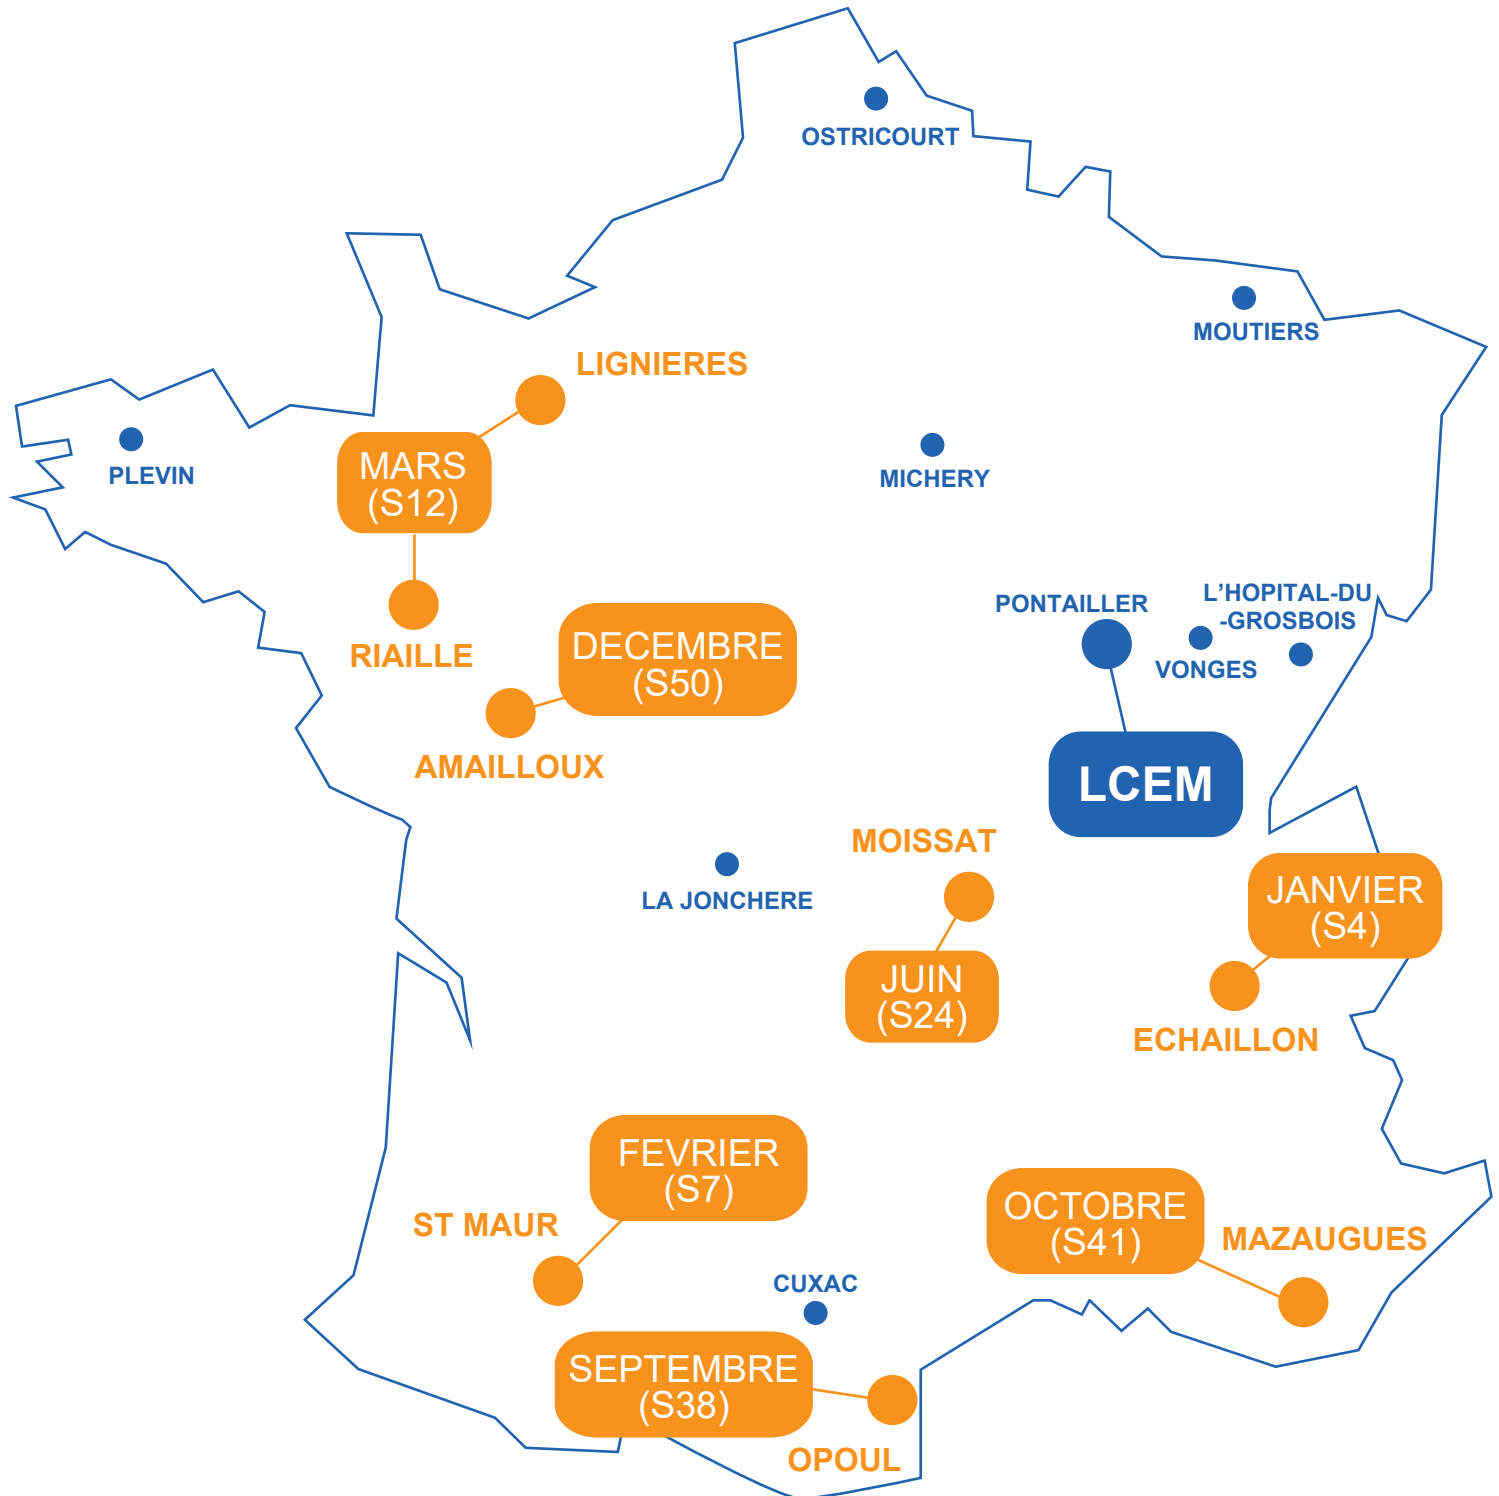 OSTRICOURT
MOUTIERS
LIGNIERES
PLEVIN
MARS
(S12)
MICHERY
RIAILLE
DECEMBRE
(S50)
AMAILLOUX
PONTAILLER
L'HOPITAL-DU
-GROSBOIS
VONGES
LCEM
MOISSAT
LA JONCHERE
JUIN
(S24)
JANVIER
(S4)
ECHAILLON
FEVRIER
(S7)
ST MAUR
OCTOBRE
(S41)
MAZAUGUES
CUXAC
SEPTEMBRE
(S38)
OPOUL